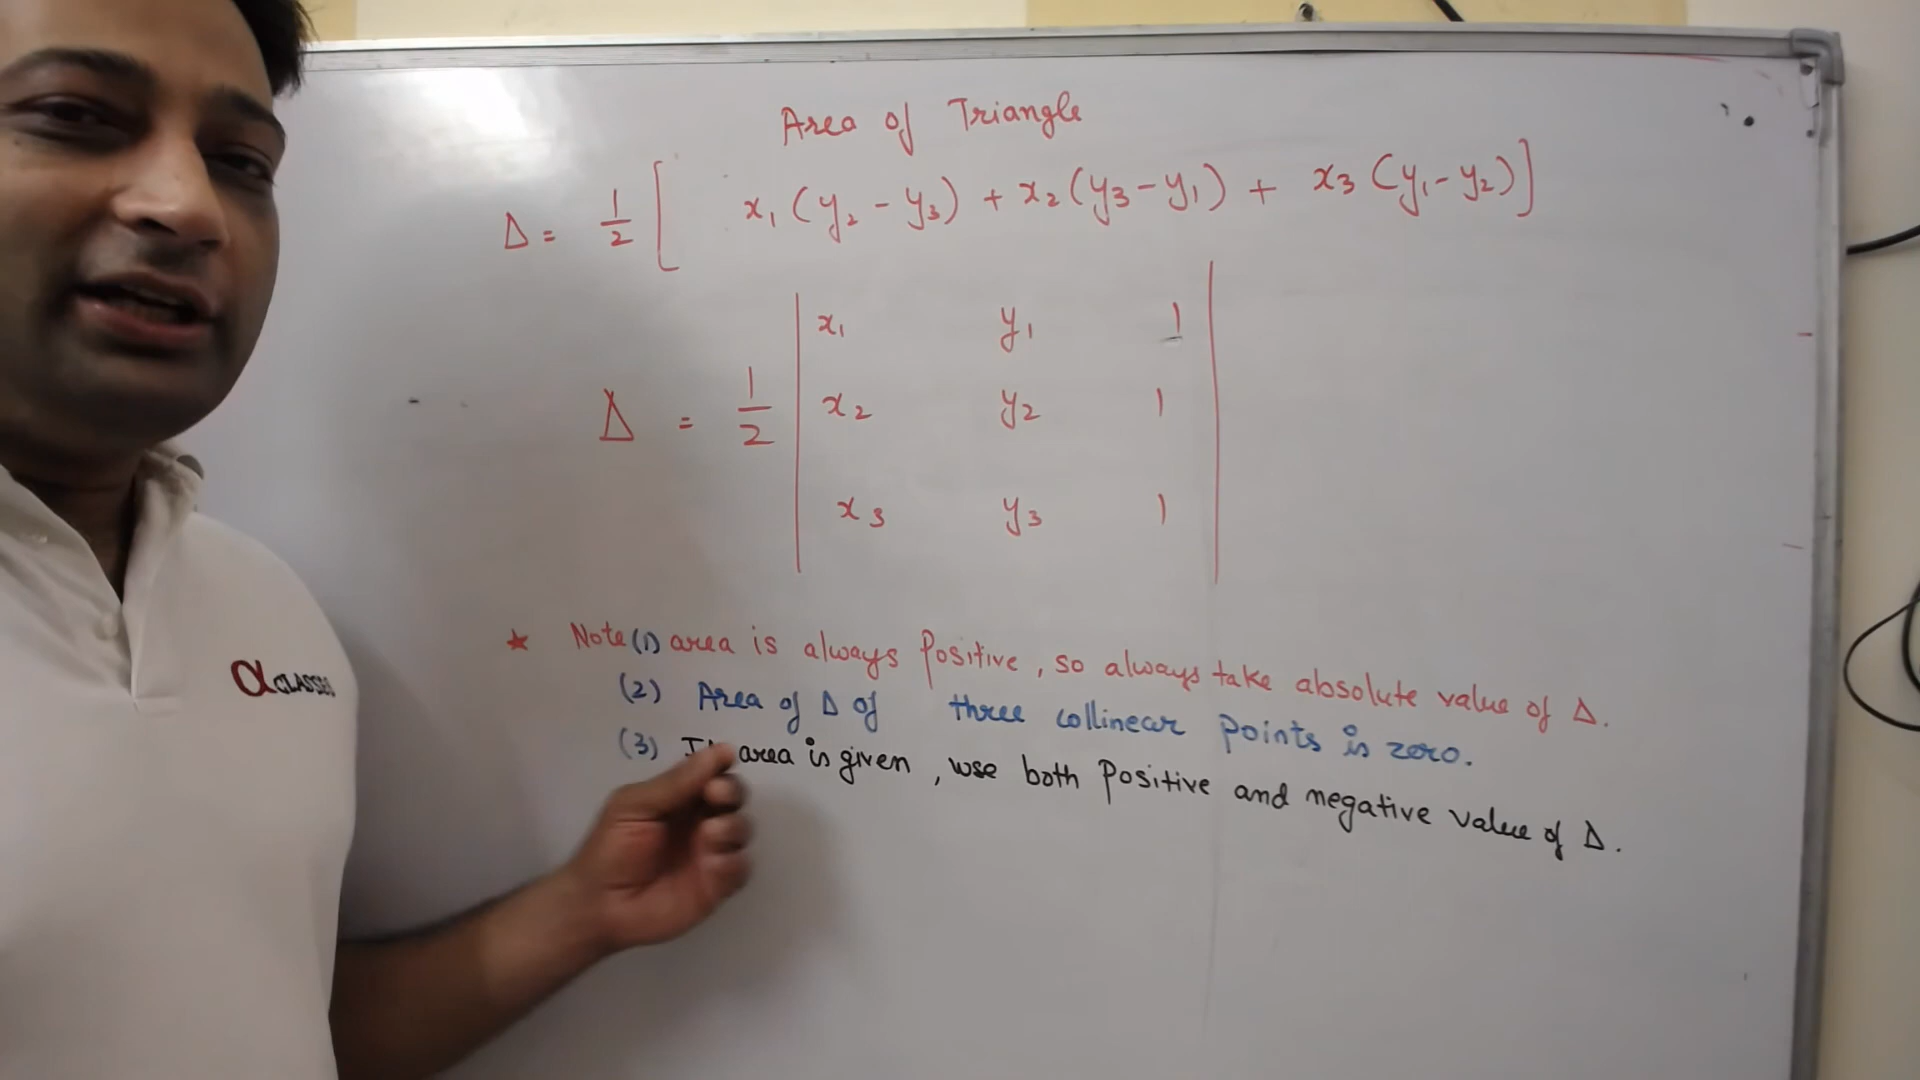 Area of Triangle
Δ = 1/2 [ x₁ (y₂ - y₃) + x₂ (y₃ - y₁) + x₃ (y₁ - y₂) ]
x₁ y₁ 1
Δ = 1/2 | x₂ y₂ 1 |
x₃ y₃ 1
★ Note (1) area is always Positive, so always take absolute value of Δ.
(2) Area of Δ of three collinear points is zero.
(3) area is given, use both Positive and negative value of Δ.
α CLASSES